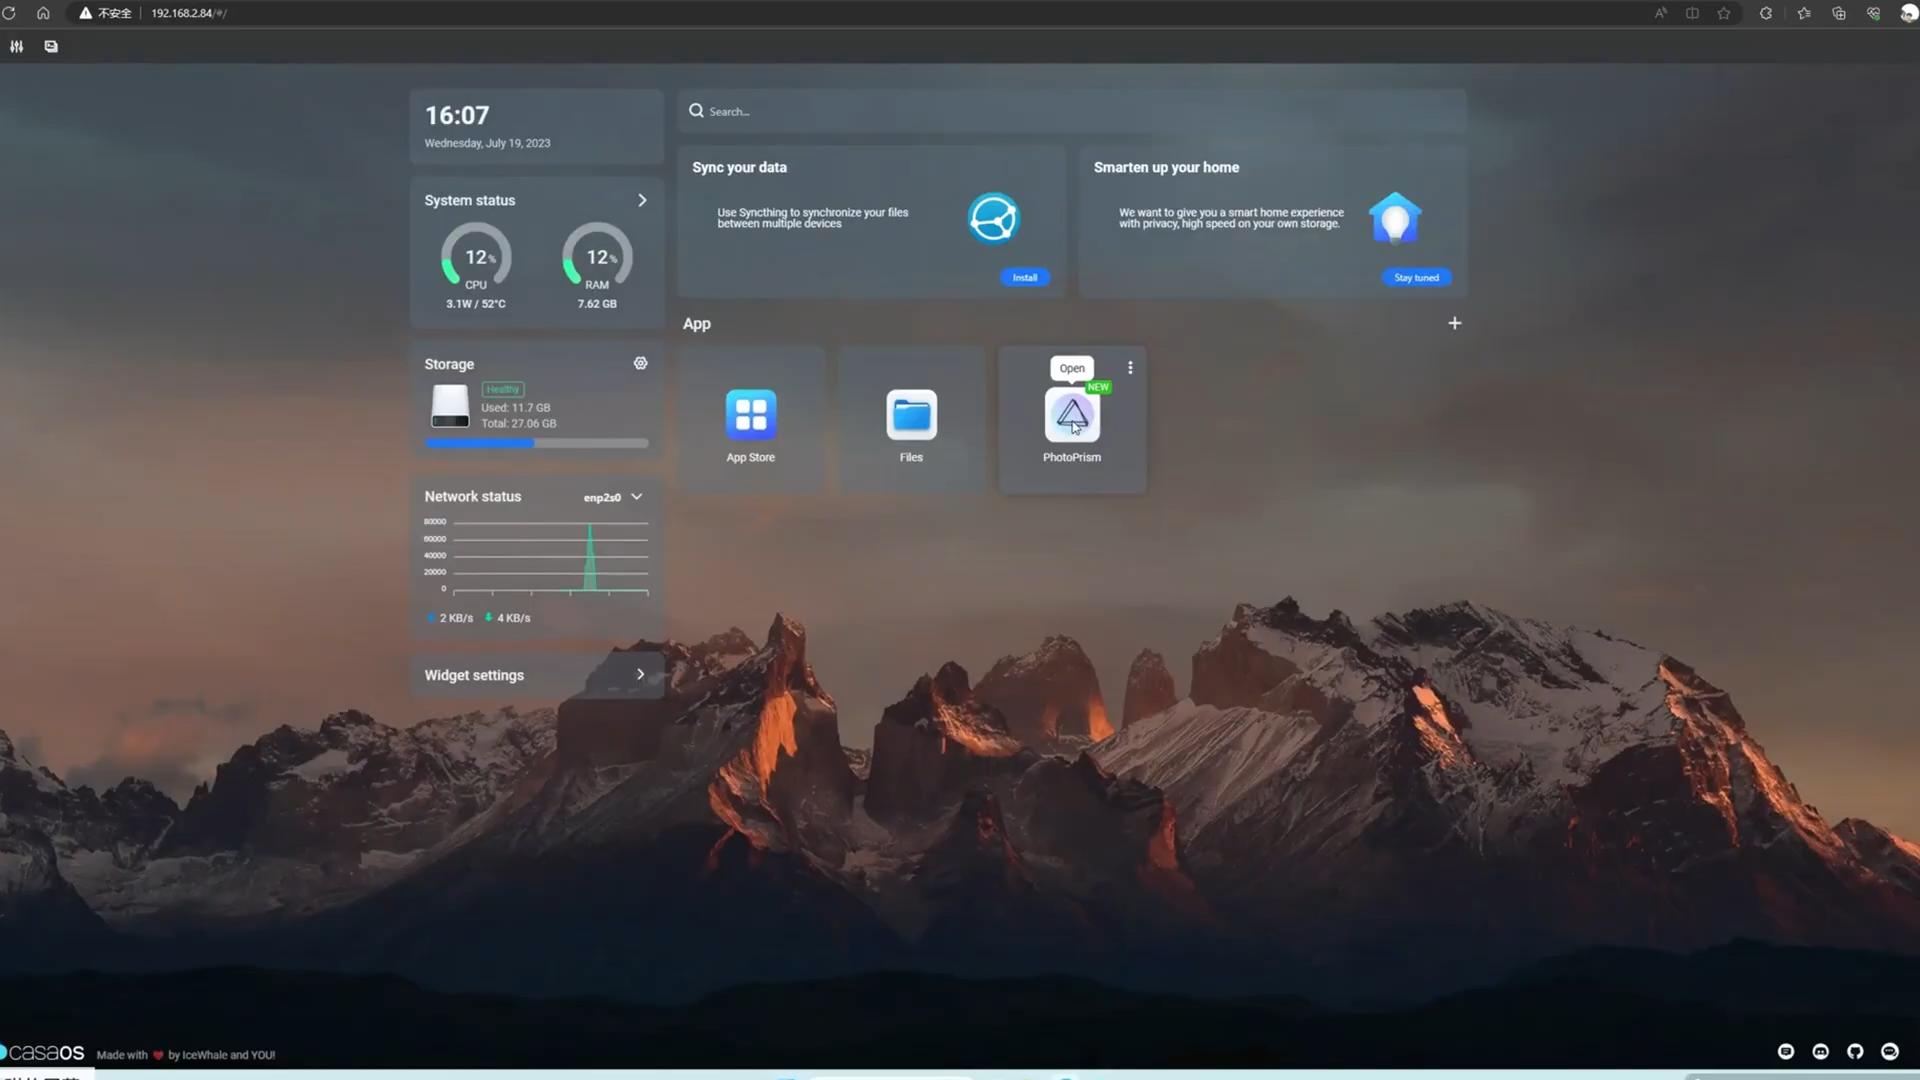 不安全
192.168.2.84/#/
16:07
Wednesday, July 19, 2023
Search...
Sync your data
Use Syncthing to synchronize your files
between multiple devices
Install
Smarten up your home
We want to give you a smart home experience
with privacy, high speed on your own storage.
Stay tuned
System status
12%
CPU
3.1W / 52°C
12%
RAM
7.62 GB
App
Open
NEW
App Store
Files
PhotoPrism
Storage
Healthy
Used: 11.7 GB
Total: 27.06 GB
Network status
enp2s0
80000
60000
40000
20000
0
2 KB/s
4 KB/s
Widget settings
casaOS
Made with ❤ by IceWhale and YOU!